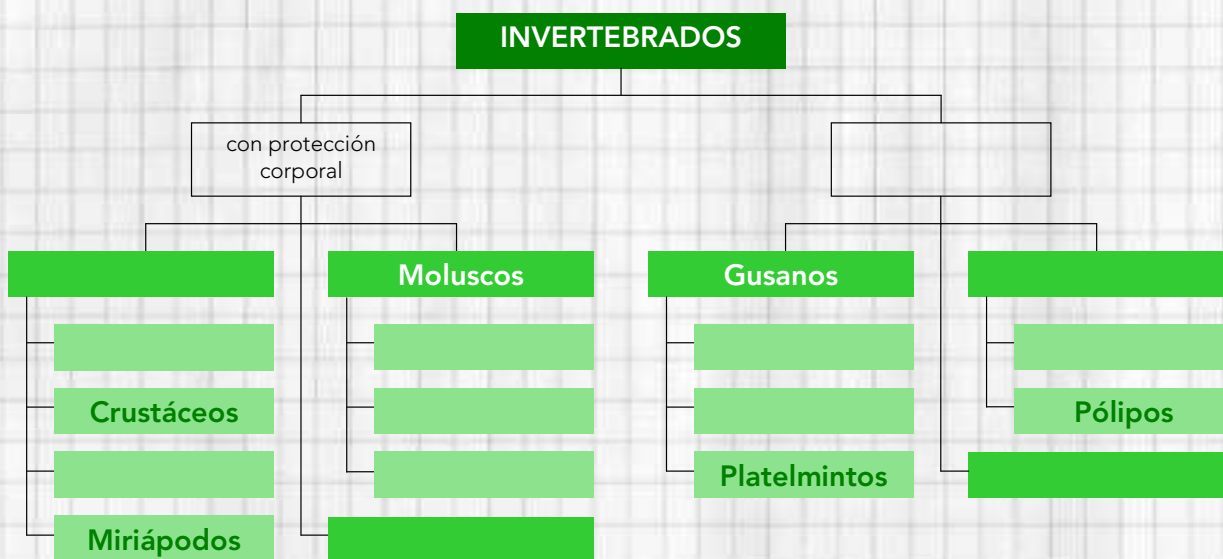 INVERTEBRADOS
con protección
corporal
Moluscos
Gusanos
Crustáceos
Pólipos
Platelmintos
Miriápodos